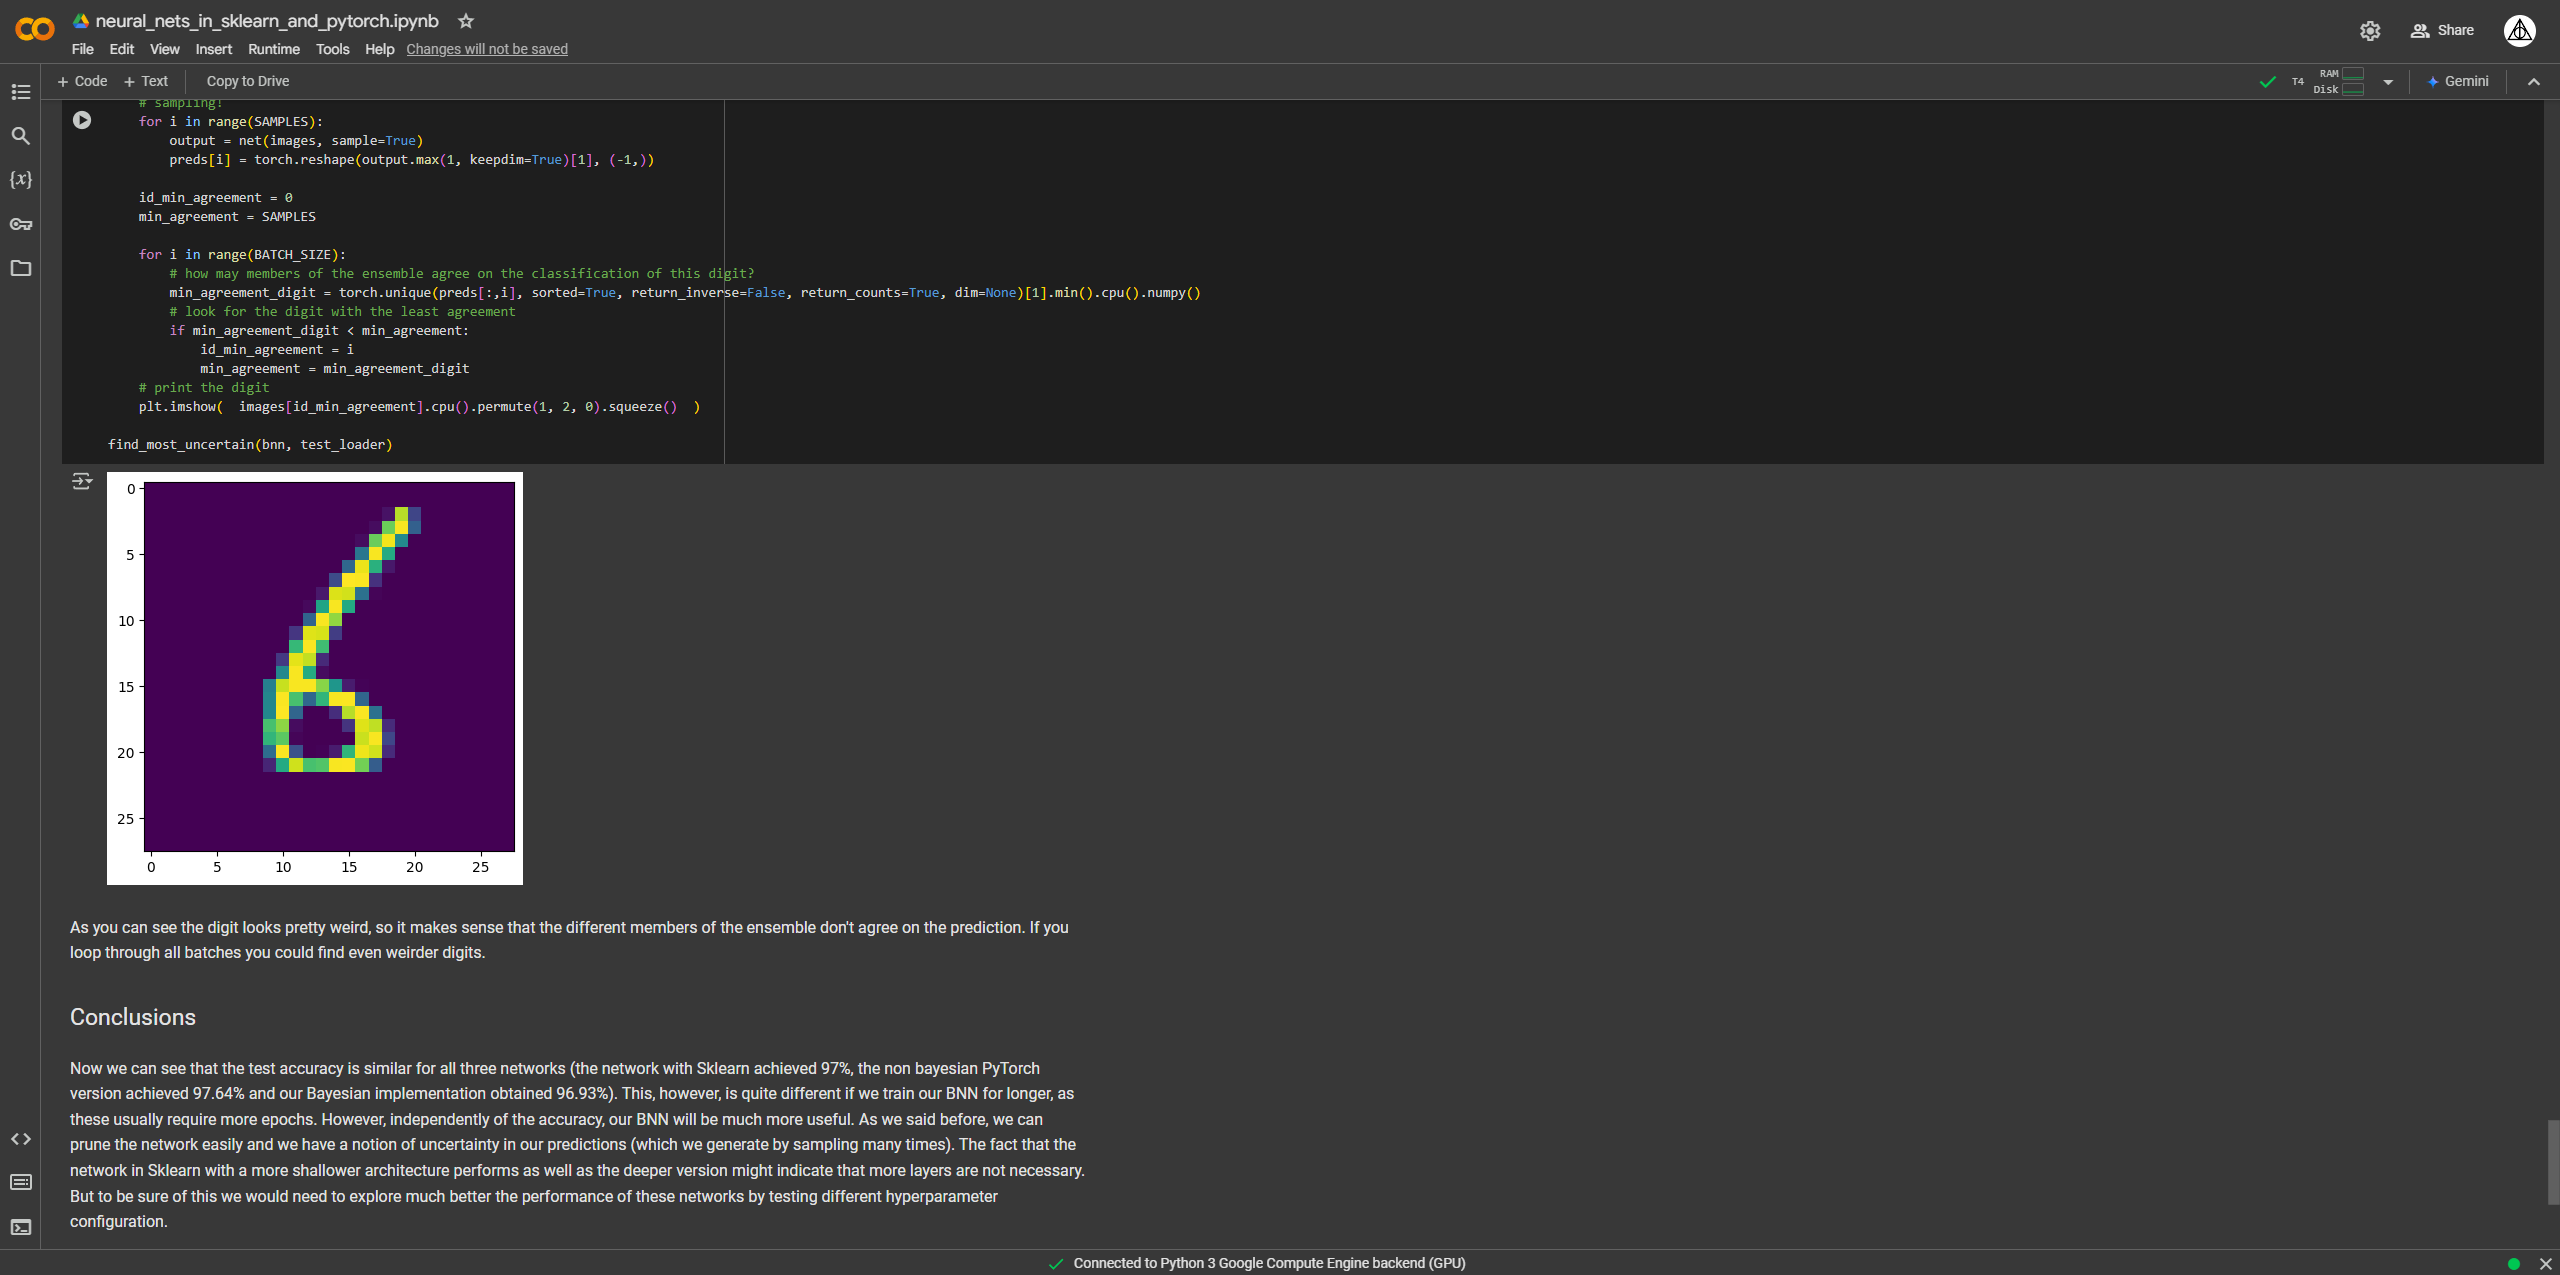 neural_nets_in_sklearn_and_pytorch.ipynb
File Edit View Insert Runtime Tools Help Changes will not be saved
Share
+ Code + Text Copy to Drive
T4 RAM
Disk
Gemini
# sampling!
for i in range(SAMPLES):
output = net(images, sample=True)
preds[i] = torch.reshape(output.max(1, keepdim=True)[1], (-1,))
id_min_agreement = 0
min_agreement = SAMPLES
for i in range(BATCH_SIZE):
# how may members of the ensemble agree on the classification of this digit?
min_agreement_digit = torch.unique(preds[:,i], sorted=True, return_inverse=False, return_counts=True, dim=None)[1].min().cpu().numpy()
# look for the digit with the least agreement
if min_agreement_digit < min_agreement:
id_min_agreement = i
min_agreement = min_agreement_digit
# print the digit
plt.imshow(  images[id_min_agreement].cpu().permute(1, 2, 0).squeeze()  )
find_most_uncertain(bnn, test_loader)
0
5
10
15
20
25
0 5 10 15 20 25
As you can see the digit looks pretty weird, so it makes sense that the different members of the ensemble don't agree on the prediction. If you
loop through all batches you could find even weirder digits.
Conclusions
Now we can see that the test accuracy is similar for all three networks (the network with Sklearn achieved 97%, the non bayesian PyTorch
version achieved 97.64% and our Bayesian implementation obtained 96.93%). This, however, is quite different if we train our BNN for longer, as
these usually require more epochs. However, independently of the accuracy, our BNN will be much more useful. As we said before, we can
prune the network easily and we have a notion of uncertainty in our predictions (which we generate by sampling many times). The fact that the
network in Sklearn with a more shallower architecture performs as well as the deeper version might indicate that more layers are not necessary.
But to be sure of this we would need to explore much better the performance of these networks by testing different hyperparameter
configuration.
Connected to Python 3 Google Compute Engine backend (GPU)